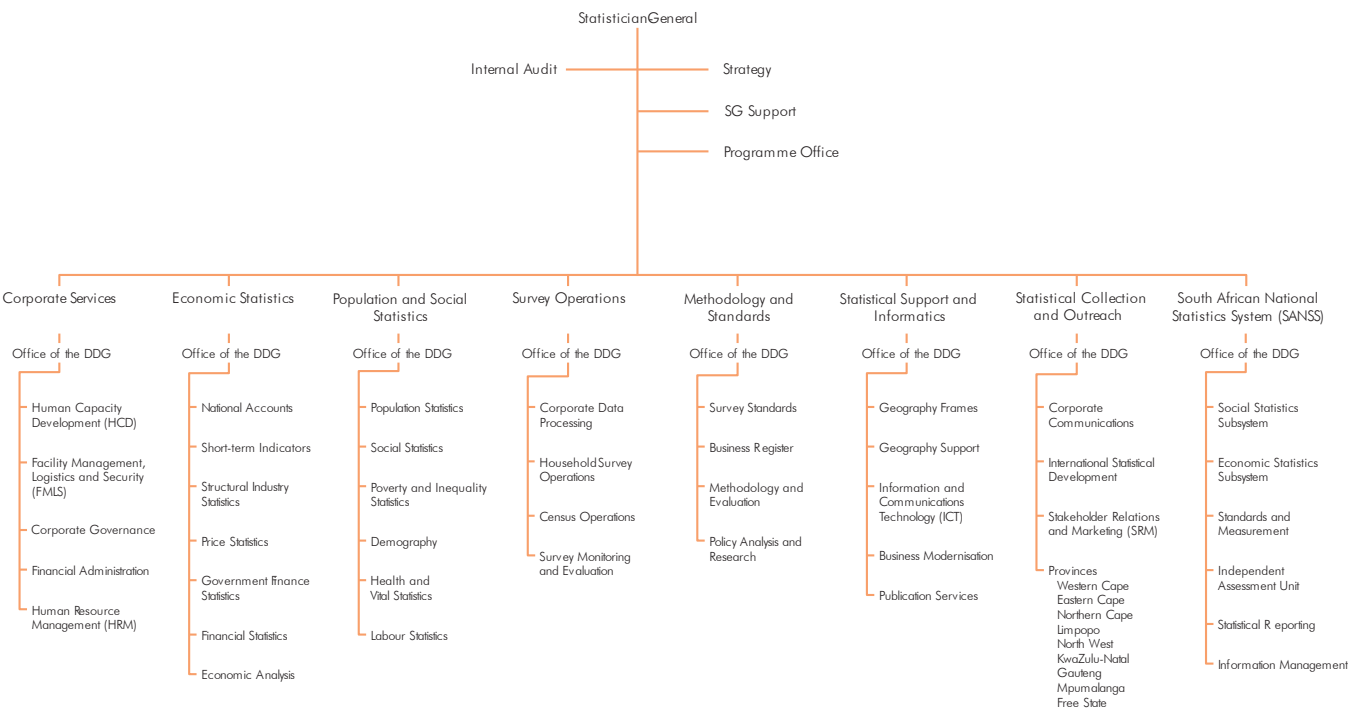 Statistician-General
Internal Audit
Strategy
SG Support
Programme Office
Corporate Services
Office of the DDG
Human Capacity
Development (HCD)
Facility Management,
Logistics and Security
(FMLS)
Corporate Governance
Financial Administration
Human Resource
Management (HRM)
Economic Statistics
Office of the DDG
National Accounts
Short-term Indicators
Structural Industry
Statistics
Price Statistics
Government Finance
Statistics
Financial Statistics
Economic Analysis
Population and Social
Statistics
Office of the DDG
Population Statistics
Social Statistics
Poverty and Inequality
Statistics
Demography
Health and
Vital Statistics
Labour Statistics
Survey Operations
Office of the DDG
Corporate Data
Processing
Household Survey
Operations
Census Operations
Survey Monitoring
and Evaluation
Methodology and
Standards
Office of the DDG
Survey Standards
Business Register
Methodology and
Evaluation
Policy Analysis and
Research
Statistical Support and
Informatics
Office of the DDG
Geography Frames
Geography Support
Information and
Communications
Technology (ICT)
Business Modernisation
Publication Services
Statistical Collection
and Outreach
Office of the DDG
Corporate
Communications
International Statistical
Development
Stakeholder Relations
and Marketing (SRM)
Provinces
Western Cape
Eastern Cape
Northern Cape
Limpopo
North West
KwaZulu-Natal
Gauteng
Mpumalanga
Free State
South African National
Statistics System (SANSS)
Office of the DDG
Social Statistics
Subsystem
Economic Statistics
Subsystem
Standards and
Measurement
Independent
Assessment Unit
Statistical R eporting
Information Management